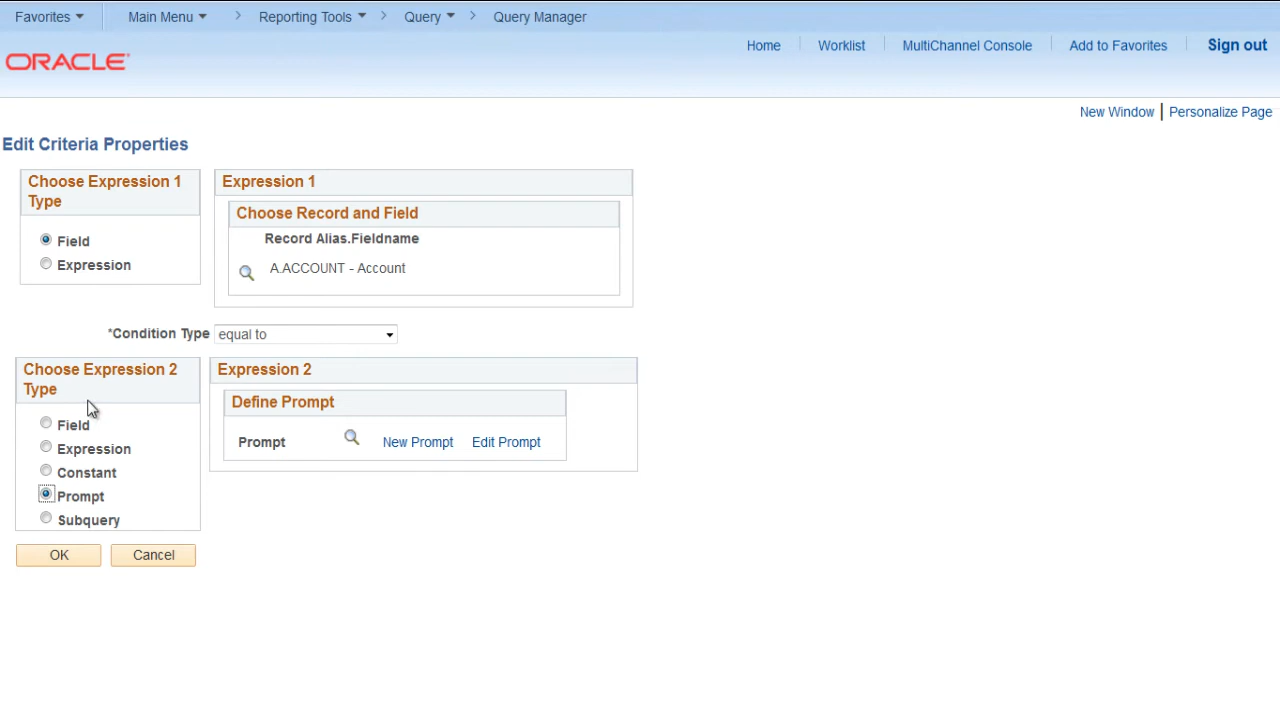 Favorites Main Menu > Reporting Tools > Query > Query Manager
Home Worklist MultiChannel Console Add to Favorites Sign out
ORACLE
New Window | Personalize Page
Edit Criteria Properties
Choose Expression 1
Type
Field
Expression
Expression 1
Choose Record and Field
Record Alias.Fieldname
A.ACCOUNT - Account
*Condition Type equal to
Choose Expression 2
Type
Field
Expression
Constant
Prompt
Subquery
Expression 2
Define Prompt
Prompt New Prompt Edit Prompt
OK Cancel